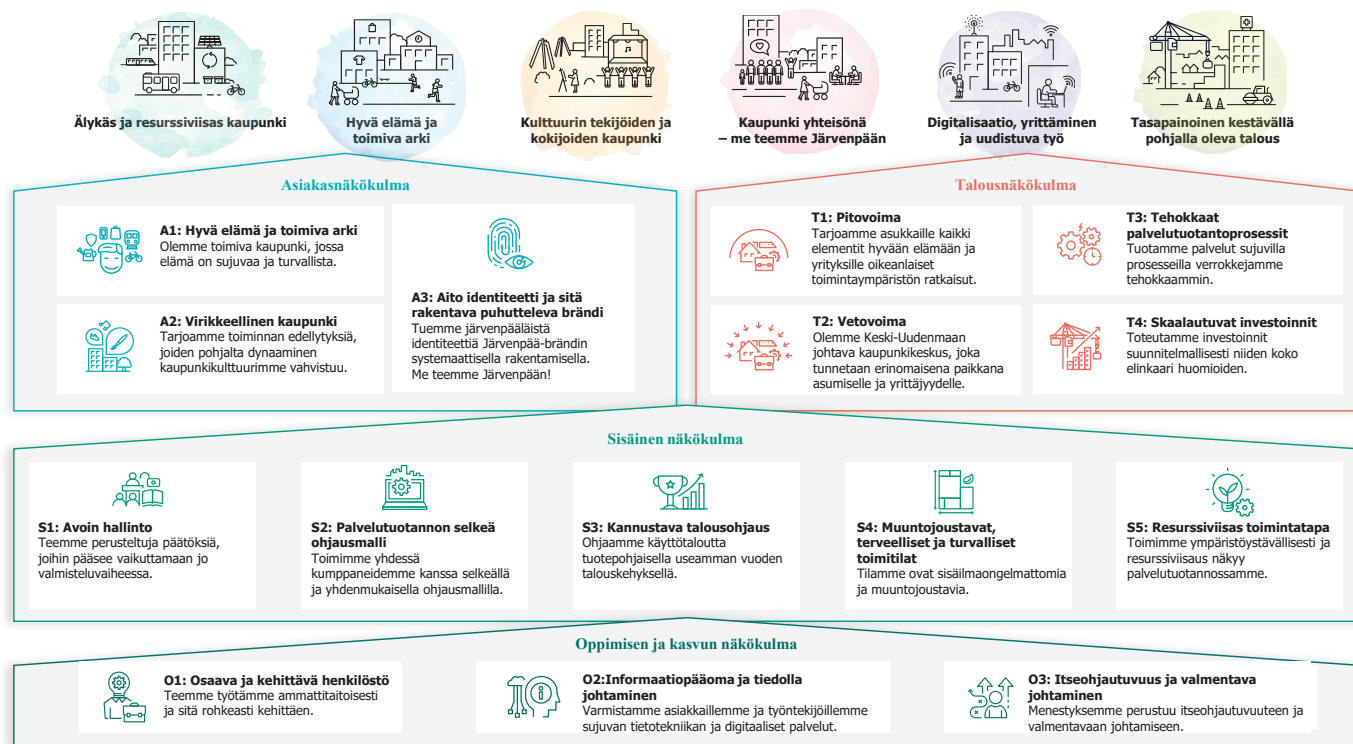 Älykäs ja resurssiviisas kaupunki
Hyvä elämä ja
toimiva arki
Kulttuurin tekijöiden ja
kokijoiden kaupunki
Kaupunki yhteisönä
– me teemme Järvenpään
Digitalisaatio, yrittäminen
ja uudistuva työ
Tasapainoinen kestävällä
pohjalla oleva talous
Asiakasnäkökulma
A1: Hyvä elämä ja toimiva arki
Olemme toimiva kaupunki, jossa
elämä on sujuvaa ja turvallista.
A2: Virikkeellinen kaupunki
Tarjoamme toiminnan edellytyksiä,
joiden pohjalta dynaaminen
kaupunkikulttuurimme vahvistuu.
A3: Aito identiteetti ja sitä
rakentava puhutteleva brändi
Tuemme järvenpääläistä
identiteettiä Järvenpää-brändin
systemaattisella rakentamisella.
Me teemme Järvenpään!
Talousnäkökulma
T1: Pitovoima
Tarjoamme asukkaille kaikki
elementit hyvään elämään ja
yrityksille oikeanlaiset
toimintaympäristön ratkaisut.
T2: Vetovoima
Olemme Keski-Uudenmaan
johtava kaupunkikeskus, joka
tunnetaan erinomaisena paikkana
asumiselle ja yrittäjyydelle.
T3: Tehokkaat
palvelutuotantoprosessit
Tuotamme palvelut sujuvilla
prosesseilla verrokkejamme
tehokkaammin.
T4: Skaalautuvat investoinnit
Toteutamme investoinnit
suunnitelmallisesti niiden koko
elinkaari huomioiden.
Sisäinen näkökulma
S1: Avoin hallinto
Teemme perusteltuja päätöksiä,
joihin pääsee vaikuttamaan jo
valmisteluvaiheessa.
S2: Palvelutuotannon selkeä
ohjausmalli
Toimimme yhdessä
kumppaneidemme kanssa selkeällä
ja yhdenmukaisella ohjausmallilla.
S3: Kannustava talousohjaus
Ohjaamme käyttötaloutta
tuotepohjaisella useamman vuoden
talouskehyksellä.
S4: Muuntojoustavat,
terveelliset ja turvalliset
toimitilat
Tilamme ovat sisäilmaongelmattomia
ja muuntojoustavia.
S5: Resurssiviisas toimintatapa
Toimimme ympäristöystävällisesti ja
resurssiviisaus näkyy
palvelutuotannossamme.
Oppimisen ja kasvun näkökulma
O1: Osaava ja kehittävä henkilöstö
Teemme työtämme ammattitaitoisesti
ja sitä rohkeasti kehittäen.
O2:Informaatiopääoma ja tiedolla
johtaminen
Varmistamme asiakkaillemme ja työntekijöillemme
sujuvan tietotekniikan ja digitaaliset palvelut.
O3: Itseohjautuvuus ja valmentava
johtaminen
Menestyksemme perustuu itseohjautuvuuteen ja
valmentavaan johtamiseen.